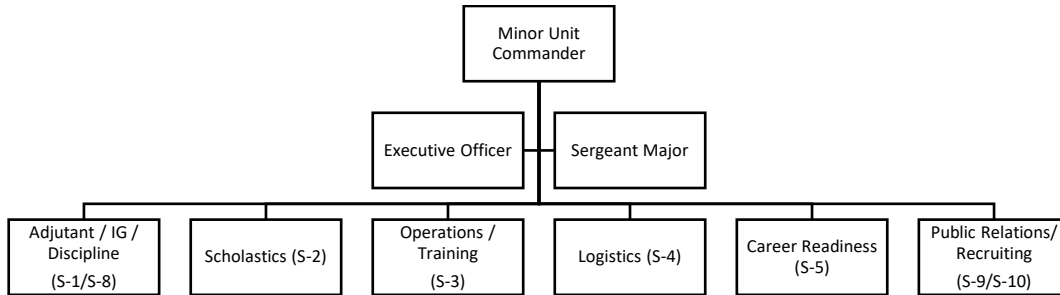 Minor Unit
Commander
Executive Officer
Sergeant Major
Adjutant / IG /
Discipline
(S-1/S-8)
Scholastics (S-2)
Operations /
Training
(S-3)
Logistics (S-4)
Career Readiness
(S-5)
Public Relations/
Recruiting
(S-9/S-10)